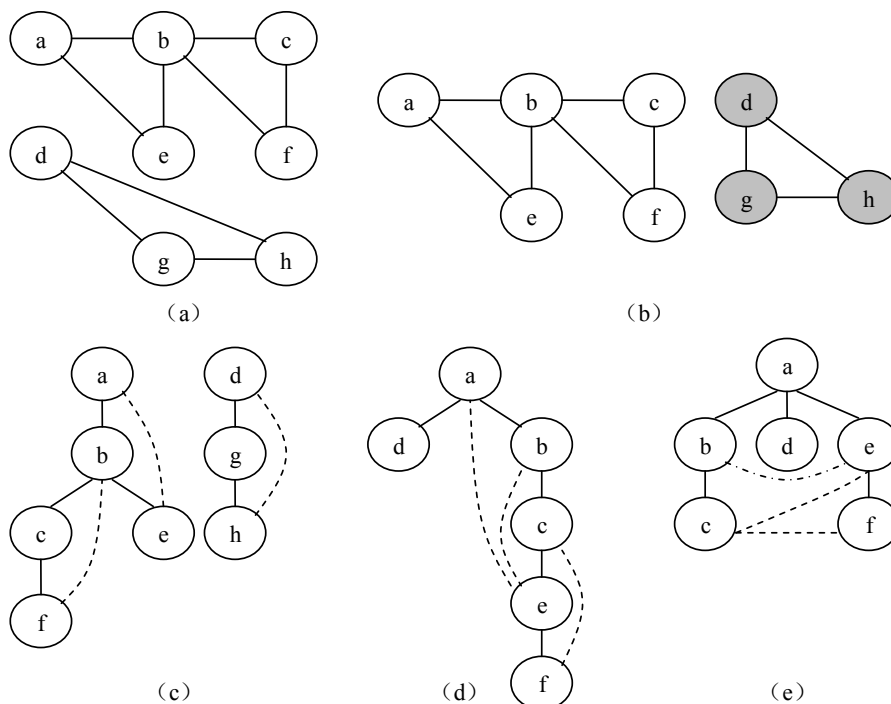 a b c
d e f
g h
(a)
a b c d
e f g h
(b)
a d
b g
c e h
f
(c)
a
d b
c
e
f
(d)
a
b d e
c f
(e)